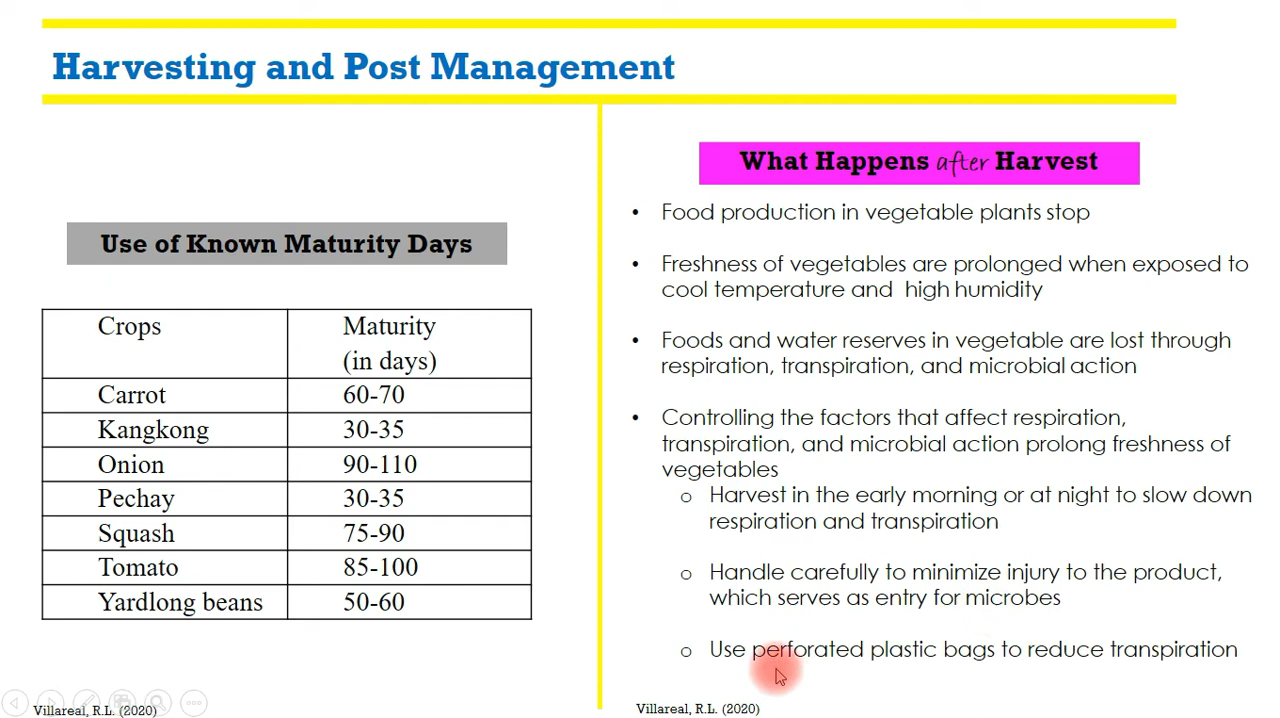 Harvesting and Post Management
Use of Known Maturity Days
Crops Maturity
(in days)
Carrot 60-70
Kangkong 30-35
Onion 90-110
Pechay 30-35
Squash 75-90
Tomato 85-100
Yardlong beans 50-60
Villareal, R.L. (2020)
What Happens after Harvest
• Food production in vegetable plants stop
• Freshness of vegetables are prolonged when exposed to
cool temperature and high humidity
• Foods and water reserves in vegetable are lost through
respiration, transpiration, and microbial action
• Controlling the factors that affect respiration,
transpiration, and microbial action prolong freshness of
vegetables
o Harvest in the early morning or at night to slow down
respiration and transpiration
o Handle carefully to minimize injury to the product,
which serves as entry for microbes
o Use perforated plastic bags to reduce transpiration
Villareal, R.L. (2020)